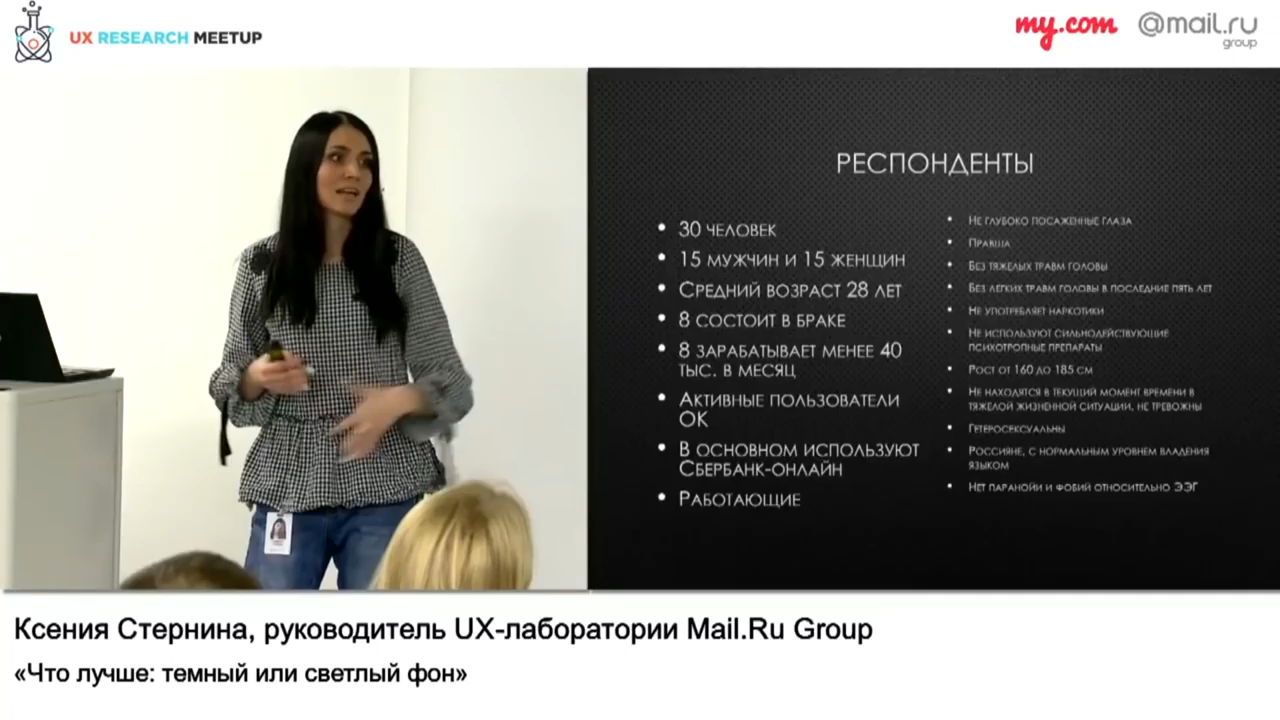 UX RESEARCH MEETUP
my.com @mail.ru
group
РЕСПОНДЕНТЫ
30 ЧЕЛОВЕК
15 МУЖЧИН И 15 ЖЕНЩИН
СРЕДНИЙ ВОЗРАСТ 28 ЛЕТ
8 СОСТОИТ В БРАКЕ
8 ЗАРАБАТЫВАЕТ МЕНЕЕ 40
ТЫС. В МЕСЯЦ
АКТИВНЫЕ ПОЛЬЗОВАТЕЛИ
ОК
В ОСНОВНОМ ИСПОЛЬЗУЮТ
СБЕРБАНК-ОНЛАЙН
РАБОТАЮЩИЕ
НЕ ГЛУБОКО ПОСАЖЕННЫЕ ГЛАЗА
ПРАВША
БЕЗ ТЯЖЕЛЫХ ТРАВМ ГОЛОВЫ
БЕЗ ЛЕГКИХ ТРАВМ ГОЛОВЫ В ПОСЛЕДНИЕ ПЯТЬ ЛЕТ
НЕ УПОТРЕБЛЯЕТ НАРКОТИКИ
НЕ ИСПОЛЬЗУЮТ СИЛЬНОДЕЙСТВУЮЩИЕ
ПСИХОТРОПНЫЕ ПРЕПАРАТЫ
РОСТ ОТ 160 ДО 185 СМ
НЕ НАХОДЯТСЯ В ТЕКУЩИЙ МОМЕНТ ВРЕМЕНИ В
ТЯЖЕЛОЙ ЖИЗНЕННОЙ СИТУАЦИИ, НЕ ТРЕВОЖНЫ
ГЕТЕРОСЕКСУАЛЬНЫ
РОССИЯНЕ, С НОРМАЛЬНЫМ УРОВНЕМ ВЛАДЕНИЯ
ЯЗЫКОМ
НЕТ ПАРАНОЙИ И ФОБИЙ ОТНОСИТЕЛЬНО ЭЭГ
Ксения Стернина, руководитель UX-лаборатории Mail.Ru Group
«Что лучше: темный или светлый фон»